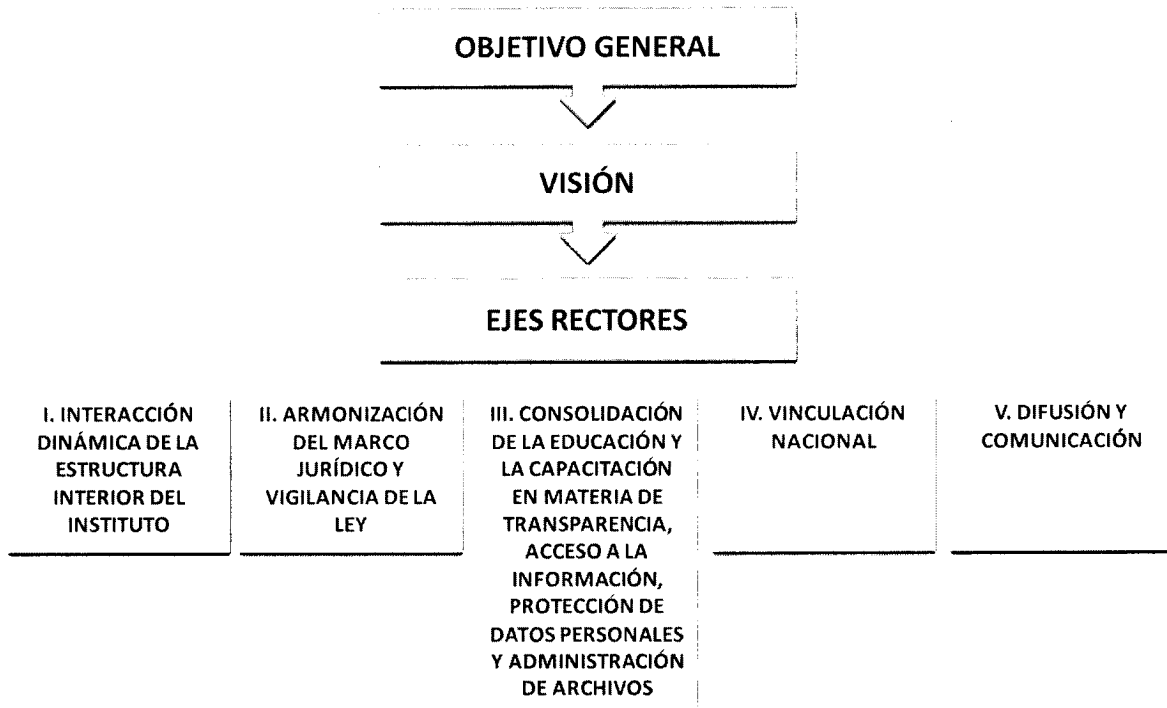 OBJETIVO GENERAL
VISIÓN
EJES RECTORES
I. INTERACCIÓN
DINÁMICA DE LA
ESTRUCTURA
INTERIOR DEL
INSTITUTO
II. ARMONIZACIÓN
DEL MARCO
JURÍDICO Y
VIGILANCIA DE LA
LEY
III. CONSOLIDACIÓN
DE LA EDUCACIÓN Y
LA CAPACITACIÓN
EN MATERIA DE
TRANSPARENCIA,
ACCESO A LA
INFORMACIÓN,
PROTECCIÓN DE
DATOS PERSONALES
Y ADMINISTRACIÓN
DE ARCHIVOS
IV. VINCULACIÓN
NACIONAL
V. DIFUSIÓN Y
COMUNICACIÓN